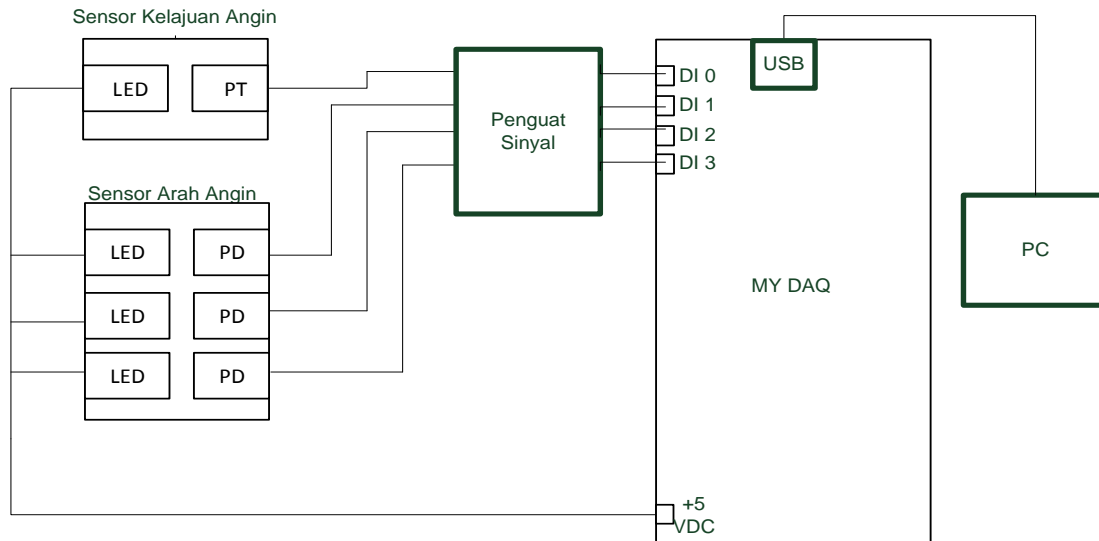 Sensor Kelajuan Angin
LED
PT
Sensor Arah Angin
LED
PD
LED
PD
LED
PD
Penguat
Sinyal
DI 0
DI 1
DI 2
DI 3
USB
MY DAQ
+5
VDC
PC